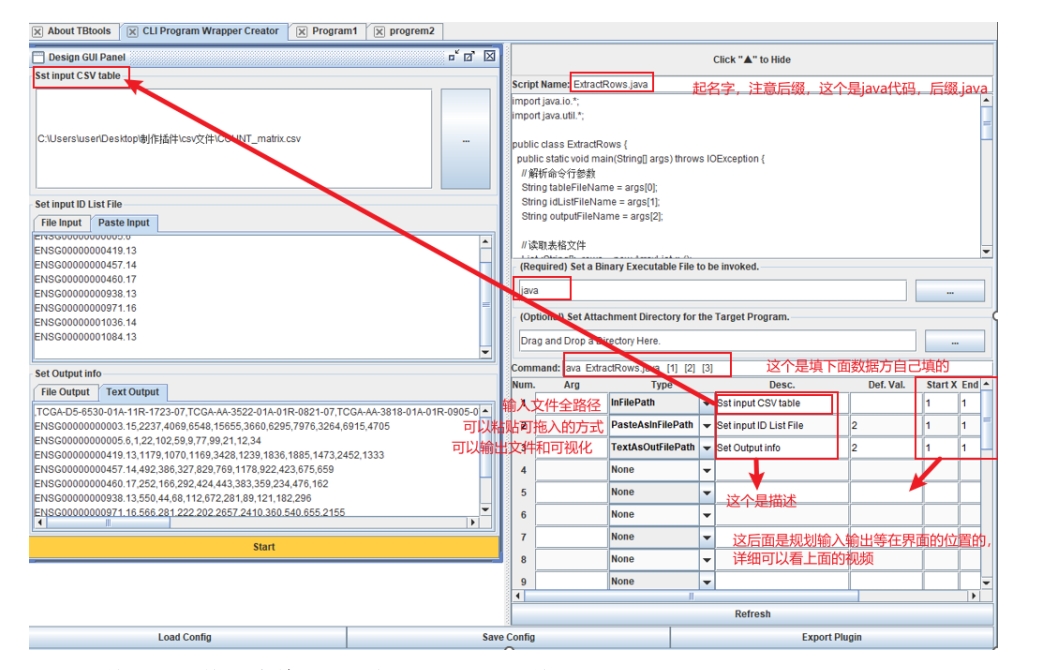 About TBtools
CLI Program Wrapper Creator
Program1
progrem2
Design GUI Panel
Sst input CSV table
C:\Users\user\Desktop\制作插件\csv文件\COUNT_matrix.csv
...
Set input ID List File
File Input
Paste Input
ENSG00000000005.6
ENSG00000000419.13
ENSG00000000457.14
ENSG00000000460.17
ENSG00000000938.13
ENSG00000000971.16
ENSG00000001036.14
ENSG00000001084.13
Set Output info
File Output
Text Output
,TCGA-D5-6530-01A-11R-1723-07,TCGA-AA-3522-01A-01R-0821-07,TCGA-AA-3818-01A-01R-0905-0
ENSG00000000003.15,2237,4069,6548,15655,3660,6295,7976,3264,6915,4705
ENSG00000000005.6,1,22,102,59,9,77,99,21,12,34
ENSG00000000419.13,1179,1070,1169,3428,1239,1836,1885,1473,2452,1333
ENSG00000000457.14,492,386,327,829,769,1178,922,423,675,659
ENSG00000000460.17,252,166,292,424,443,383,359,234,476,162
ENSG00000000938.13,550,44,68,112,672,281,89,121,182,296
ENSG00000000971.16,566,281,222,202,2657,2410,360,540,655,2155
Start
Click "▲" to Hide
Script Name: ExtractRows.java
起名字，注意后缀，这个是java代码，后缀.java
import java.io.*;
import java.util.*;
public class ExtractRows {
public static void main(String[] args) throws IOException {
//解析命令行参数
String tableFileName = args[0];
String idListFileName = args[1];
String outputFileName = args[2];
//读取表格文件
(Required) Set a Binary Executable File to be invoked.
java
...
(Optional) Set Attachment Directory for the Target Program.
Drag and Drop a Directory Here.
...
Command: java ExtractRows.java [1] [2] [3]
这个是填下面数据方自己填的
Num. Arg Type Desc. Def. Val. Start X End
1 InFilePath Sst input CSV table 1 1
输入文件全路径
2 PasteAsInFilePath Set input ID List File 2 1 1
可以粘贴可拖入的方式
3 TextAsOutFilePath Set Output info 2 1 1
可以输出文件和可视化
4 None
5 None
这个是描述
6 None
7 None
这后面是规划输入输出等在界面的位置的，
8 None
详细可以看上面的视频
9 None
Refresh
Load Config
Save Config
Export Plugin